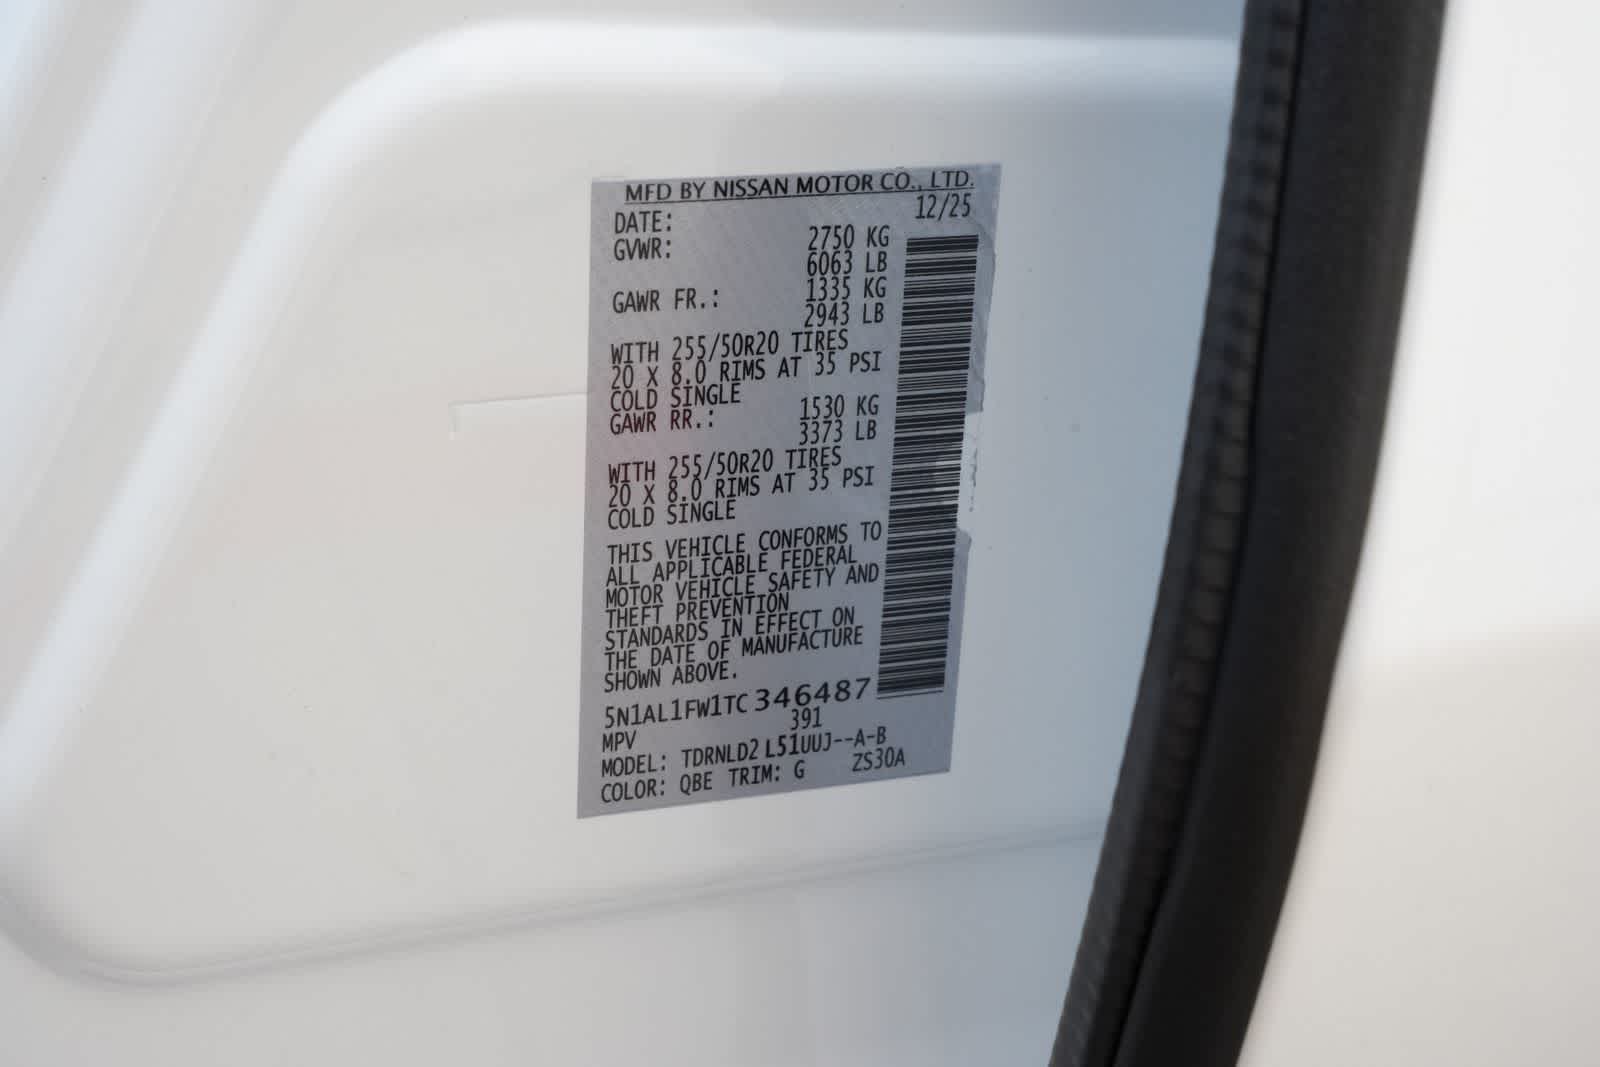 MFD BY NISSAN MOTOR CO., LTD.
DATE: 12/25
GVWR: 2750 KG
6063 LB
GAWR FR.: 1335 KG
2943 LB
WITH 255/50R20 TIRES
20 X 8.0 RIMS AT 35 PSI
COLD SINGLE
GAWR RR.: 1530 KG
3373 LB
WITH 255/50R20 TIRES
20 X 8.0 RIMS AT 35 PSI
COLD SINGLE
THIS VEHICLE CONFORMS TO
ALL APPLICABLE FEDERAL
MOTOR VEHICLE SAFETY AND
THEFT PREVENTION
STANDARDS IN EFFECT ON
THE DATE OF MANUFACTURE
SHOWN ABOVE.
5N1AL1FW1TC346487
MPV 391
MODEL: TDRNLD2 L51UUJ--A-B
COLOR: QBE TRIM: G ZS30A